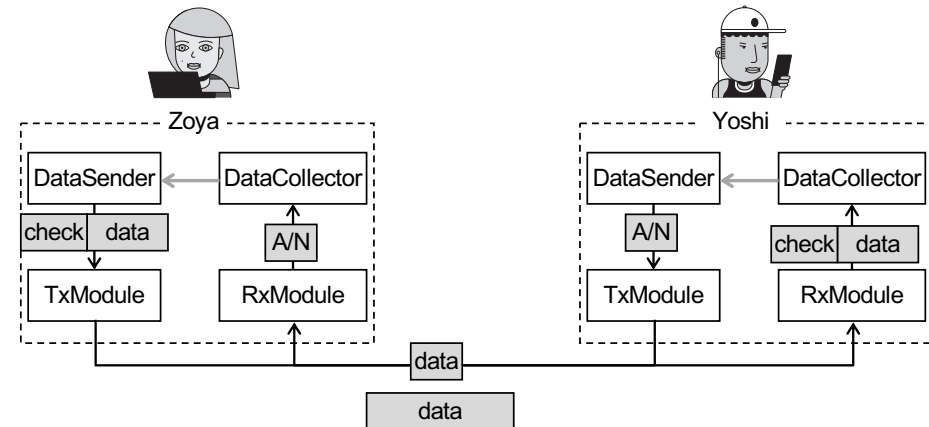 Zoya
Yoshi
DataSender DataCollector
DataSender DataCollector
check data
A/N
A/N
check data
TxModule RxModule
TxModule RxModule
data
data